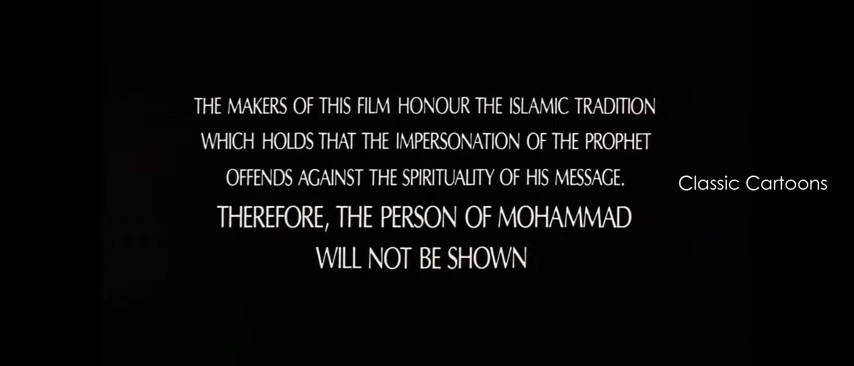 THE MAKERS OF THIS FILM HONOUR THE ISLAMIC TRADITION
WHICH HOLDS THAT THE IMPERSONATION OF THE PROPHET
OFFENDS AGAINST THE SPIRITUALITY OF HIS MESSAGE.
THEREFORE, THE PERSON OF MOHAMMAD
WILL NOT BE SHOWN
Classic Cartoons